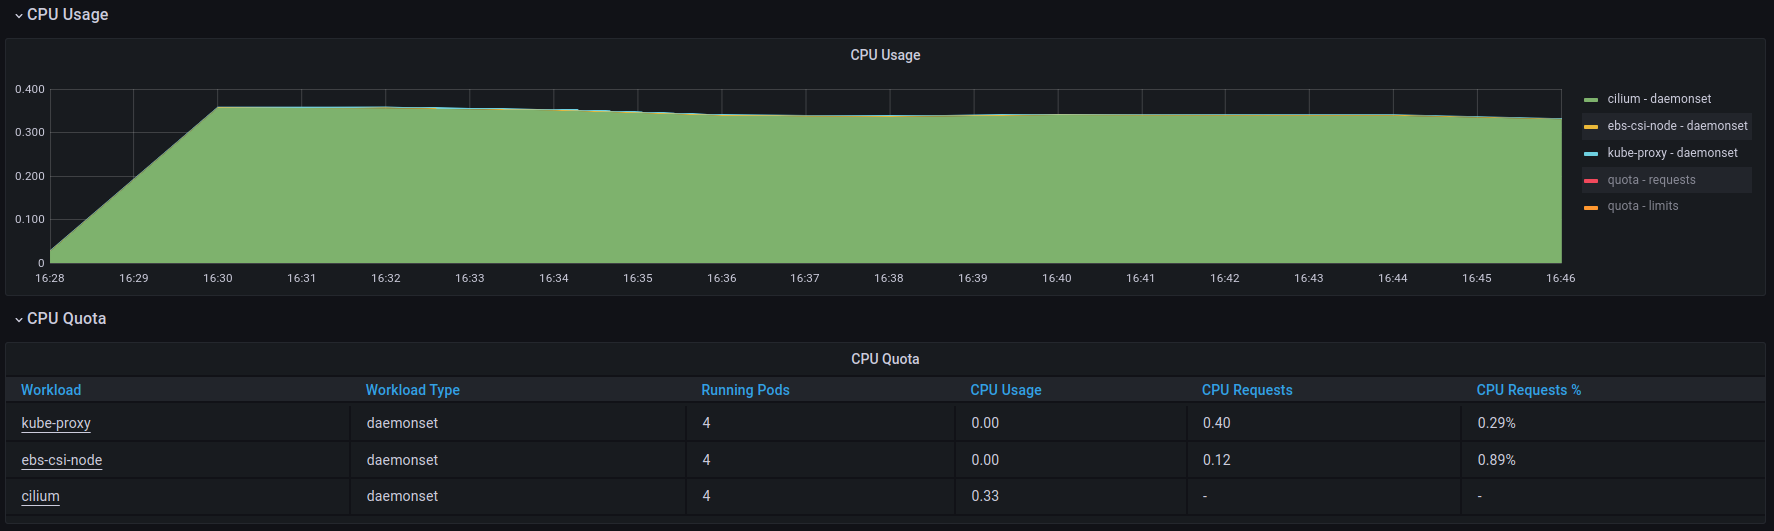 CPU Usage
CPU Usage
0.400
0.300
0.200
0.100
0
16:28 16:29 16:30 16:31 16:32 16:33 16:34 16:35 16:36 16:37 16:38 16:39 16:40 16:41 16:42 16:43 16:44 16:45 16:46
cilium - daemonset
ebs-csi-node - daemonset
kube-proxy - daemonset
quota - requests
quota - limits
CPU Quota
CPU Quota
Workload Workload Type Running Pods CPU Usage CPU Requests CPU Requests %
kube-proxy daemonset 4 0.00 0.40 0.29%
ebs-csi-node daemonset 4 0.00 0.12 0.89%
cilium daemonset 4 0.33 - -